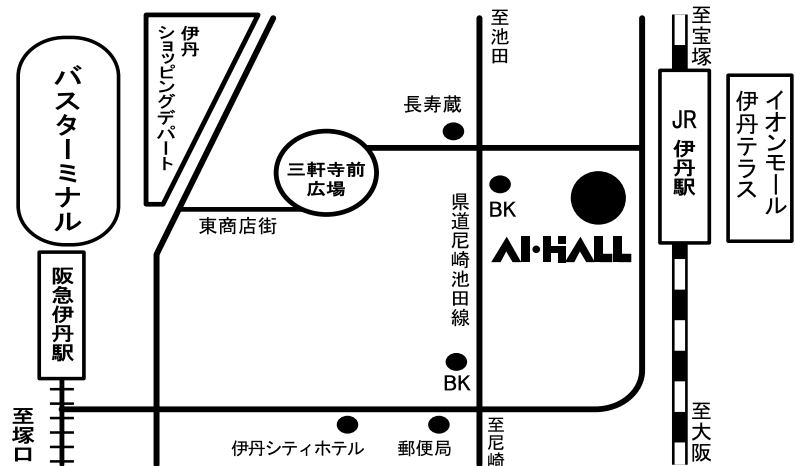 バスターミナル
伊丹
ショッピングデパート
至池田
至宝塚
長寿蔵
三軒寺前
広場
東商店街
県道尼崎池田線
BK
AI・HALL
JR
伊丹駅
イオンモール
伊丹テラス
阪急伊丹駅
BK
至塚口
伊丹シティホテル
郵便局
至尼崎
至大阪